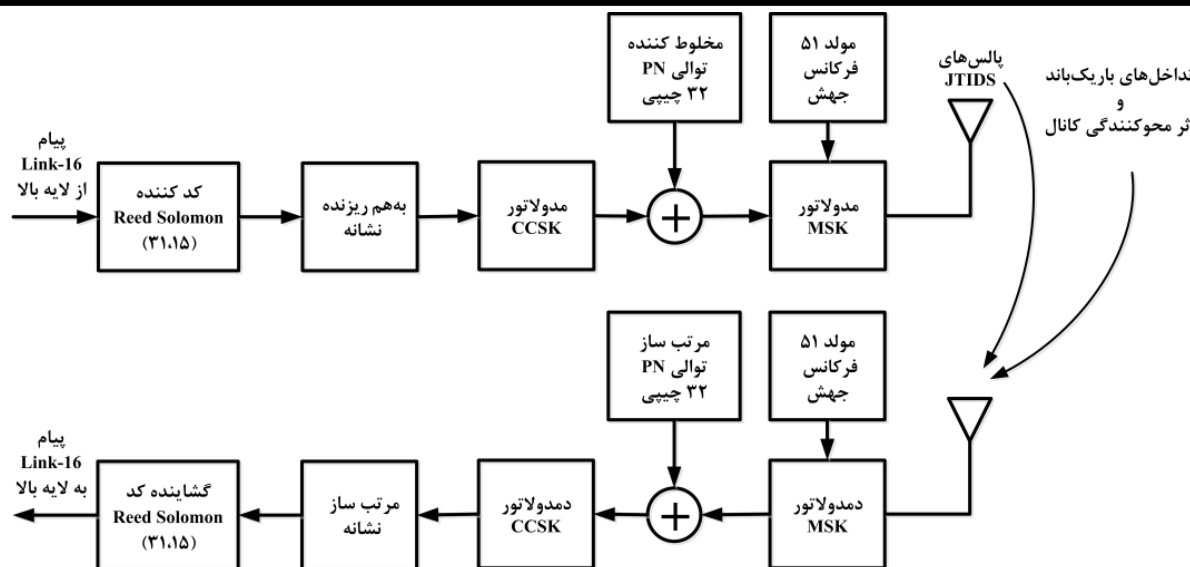 پیام
Link-16
از لایه بالا
کد کننده
Reed Solomon
(۳۱،۱۵)
به‌هم ریزنده
نشانه
مدولاتور
CCSK
مخلوط کننده
توالی PN
۳۲ چیپی
+
مولد ۵۱
فرکانس
جهش
مدولاتور
MSK
پالس‌های
JTIDS
تداخل‌های باریک‌باند
و
ثر محوکنندگی کانال
پیام
Link-16
به لایه بالا
گشاینده کد
Reed Solomon
(۳۱،۱۵)
مرتب ساز
نشانه
دمدولاتور
CCSK
مرتب ساز
توالی PN
۳۲ چیپی
+
مولد ۵۱
فرکانس
جهش
دمدولاتور
MSK